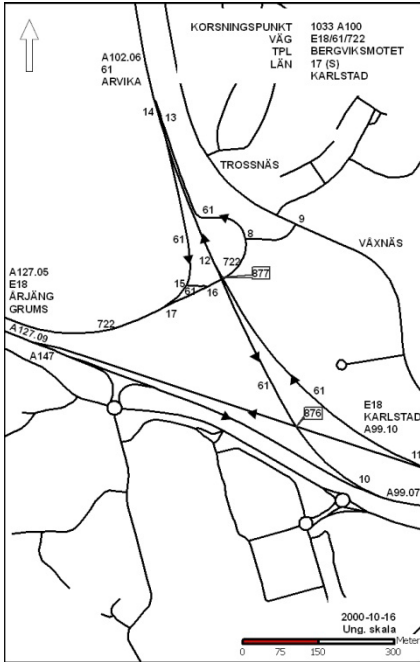 KORSNINGSPUNKT 1033 A100
VÄG E18/61/722
TPL BERGVIKSMOTET
LÄN 17 (S)
KARLSTAD
A102.06
61
ARVIKA
14
13
TROSSNÄS
61
9
8
VÄXNÄS
61
12
722
877
A127.05
E18
ÅRJÄNG
GRUMS
15
61
16
17
722
A127.09
A147
61
61
E18
KARLSTAD
A99.10
876
11
10
A99.07
2000-10-16
Ung. skala
Meter
0 75 150 300